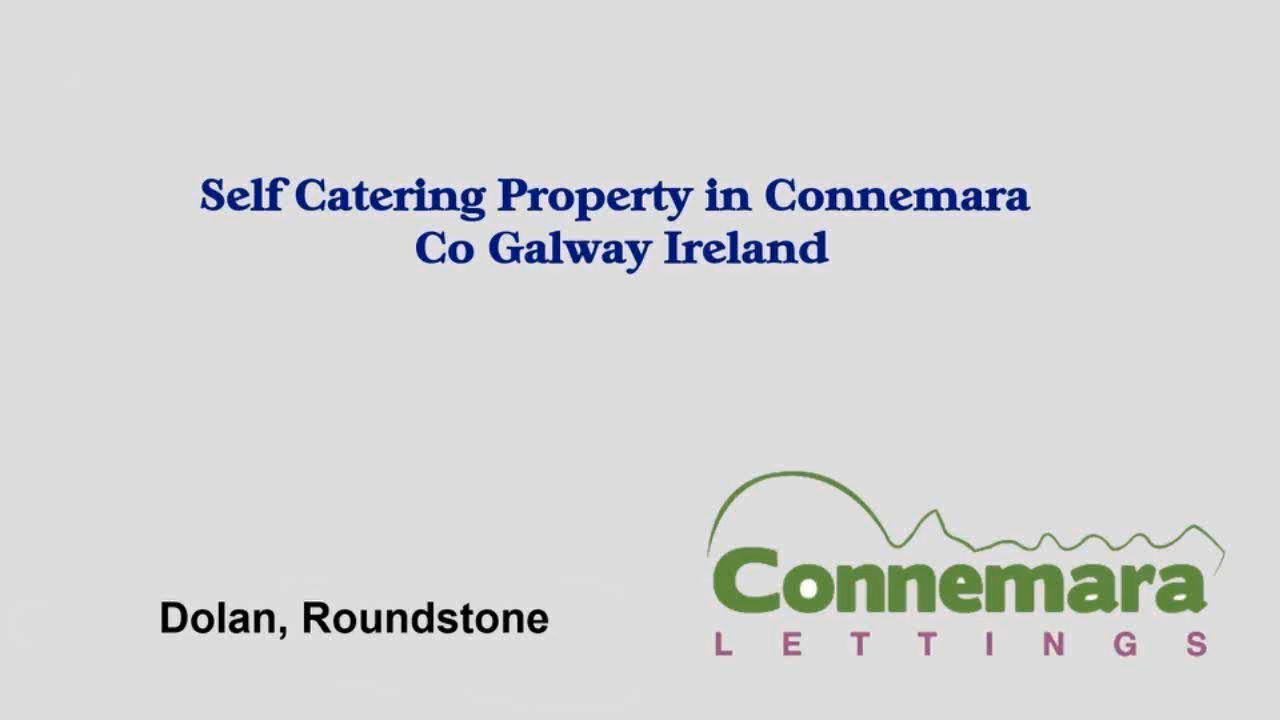 Self Catering Property in Connemara
Co Galway Ireland
Dolan, Roundstone
Connemara
LETTINGS